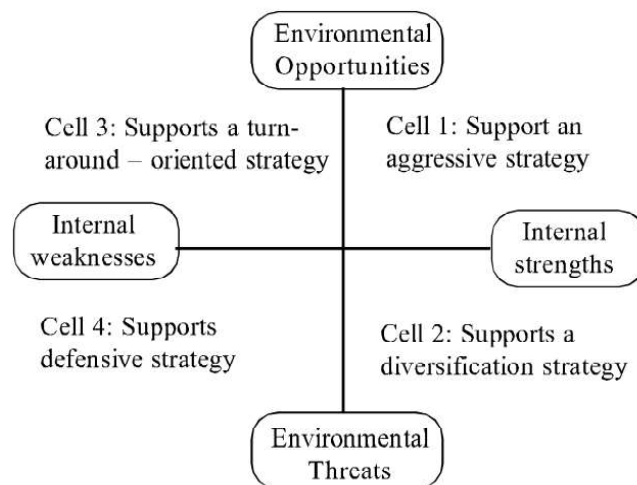 Environmental
Opportunities
Cell 3: Supports a turn-
around – oriented strategy
Cell 1: Support an
aggressive strategy
Internal
weaknesses
Internal
strengths
Cell 4: Supports
defensive strategy
Cell 2: Supports a
diversification strategy
Environmental
Threats